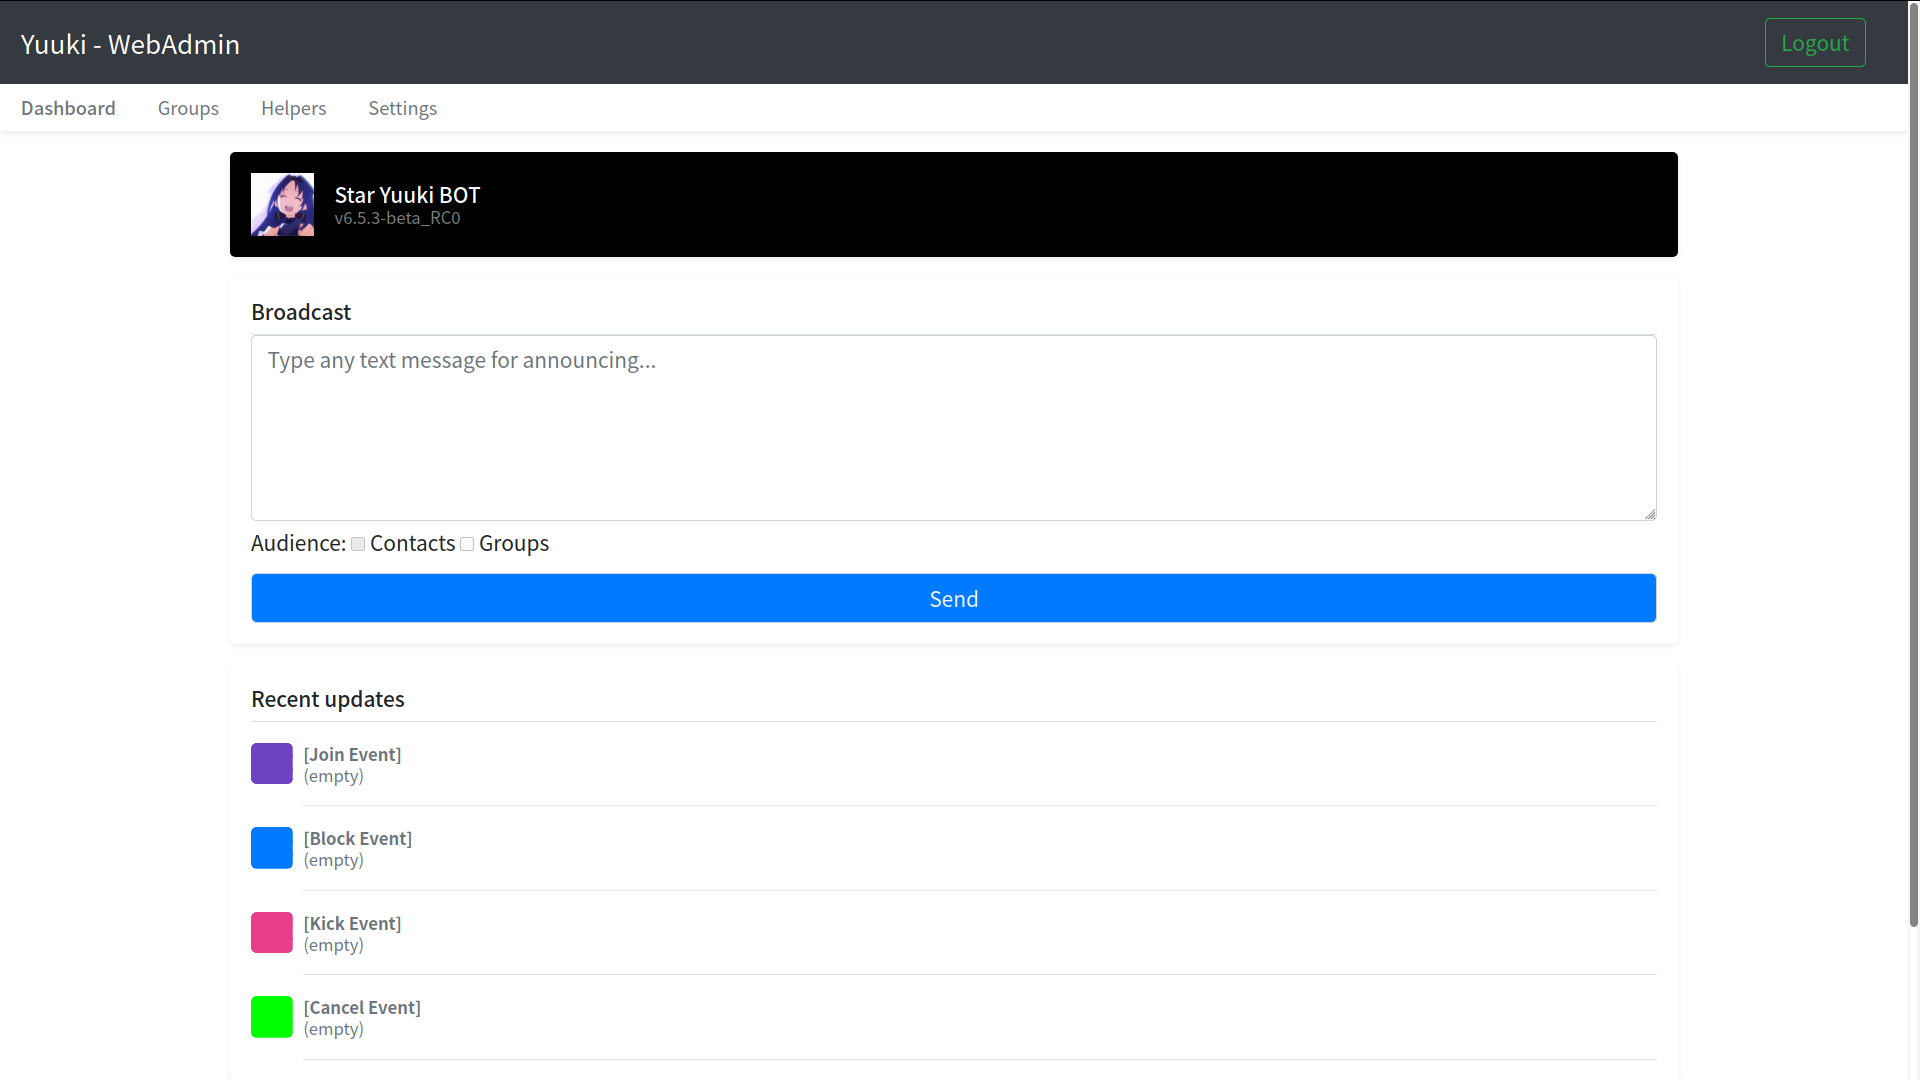 Yuuki - WebAdmin
Logout
Dashboard Groups Helpers Settings
Star Yuuki BOT
v6.5.3-beta_RC0
Broadcast
Type any text message for announcing...
Audience: Contacts Groups
Send
Recent updates
[Join Event]
(empty)
[Block Event]
(empty)
[Kick Event]
(empty)
[Cancel Event]
(empty)